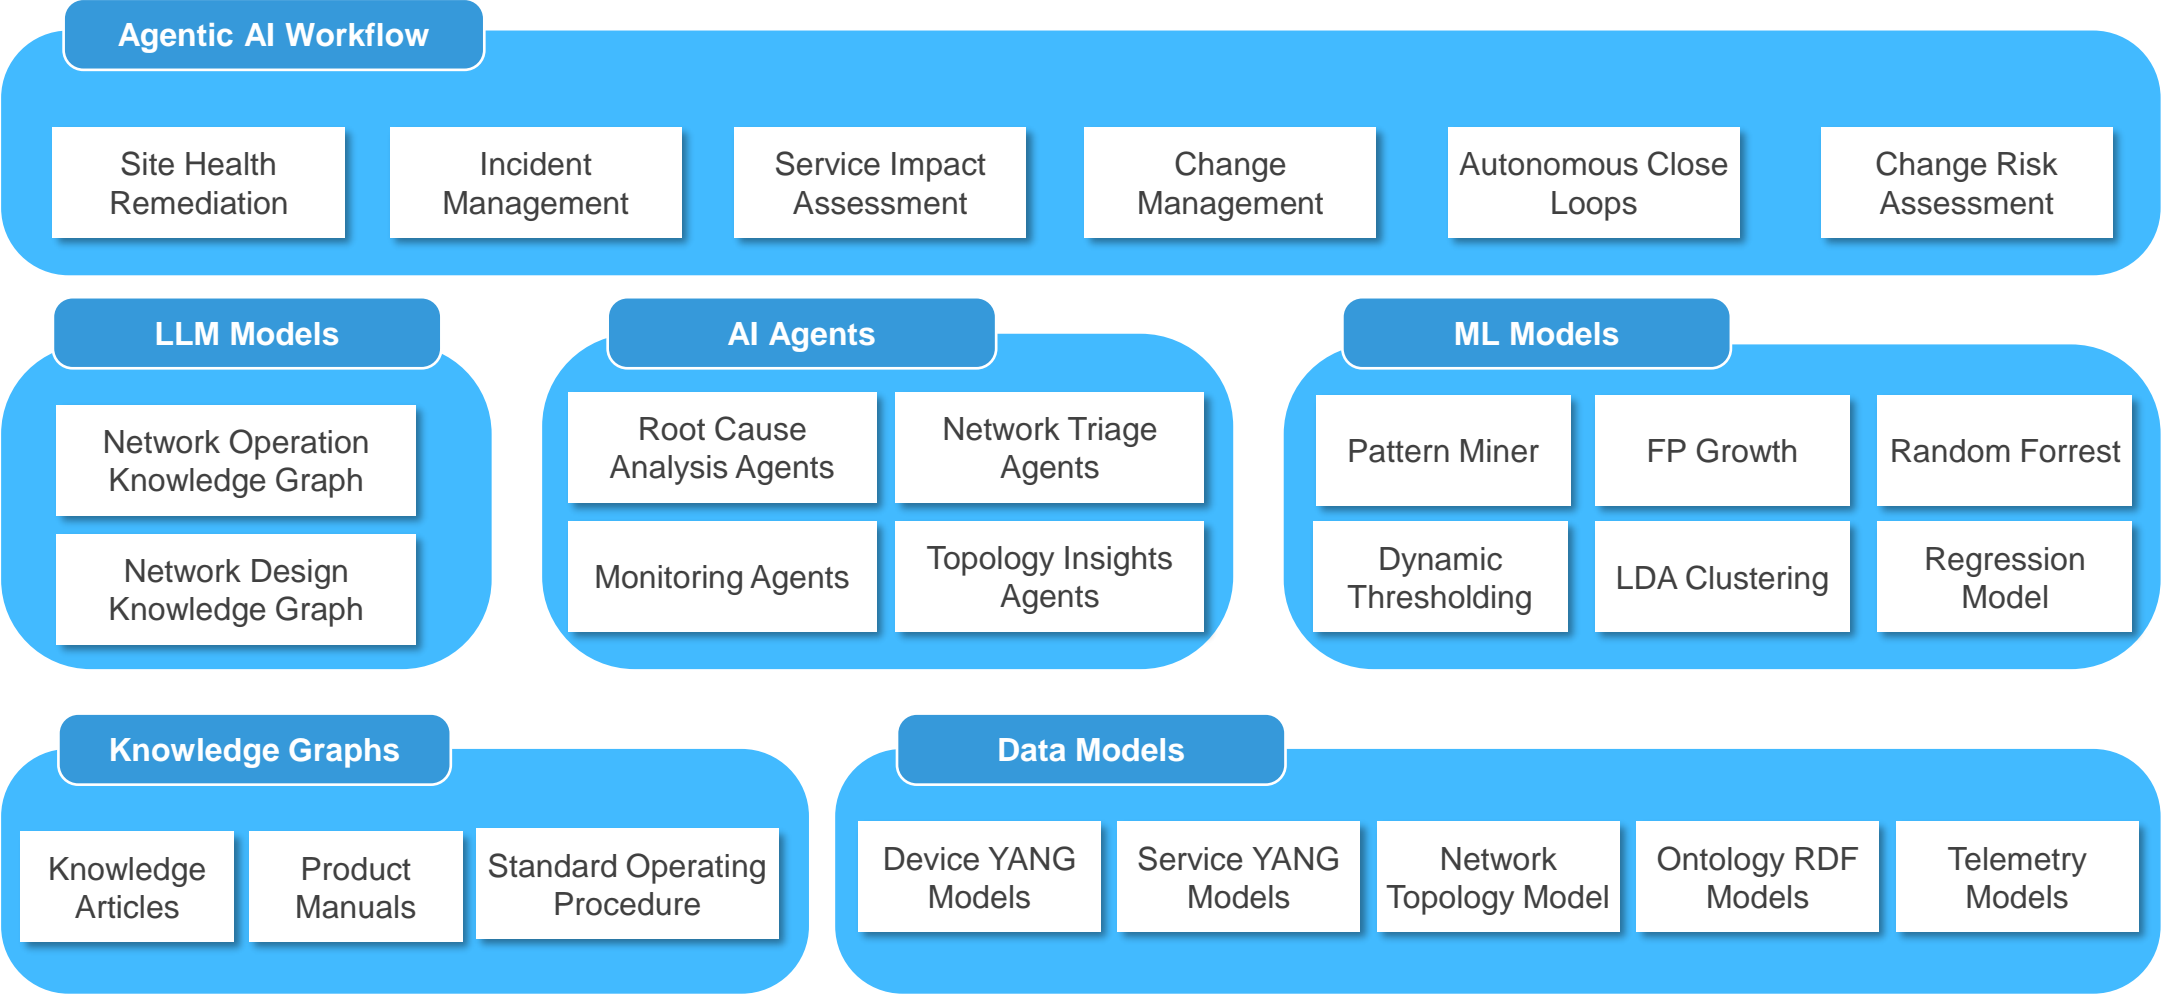 Agentic AI Workflow
Site Health
Remediation
Incident
Management
Service Impact
Assessment
Change
Management
Autonomous Close
Loops
Change Risk
Assessment
LLM Models
Network Operation
Knowledge Graph
Network Design
Knowledge Graph
AI Agents
Root Cause
Analysis Agents
Network Triage
Agents
Monitoring Agents
Topology Insights
Agents
ML Models
Pattern Miner
FP Growth
Random Forrest
Dynamic
Thresholding
LDA Clustering
Regression
Model
Knowledge Graphs
Knowledge
Articles
Product
Manuals
Standard Operating
Procedure
Data Models
Device YANG
Models
Service YANG
Models
Network
Topology Model
Ontology RDF
Models
Telemetry
Models